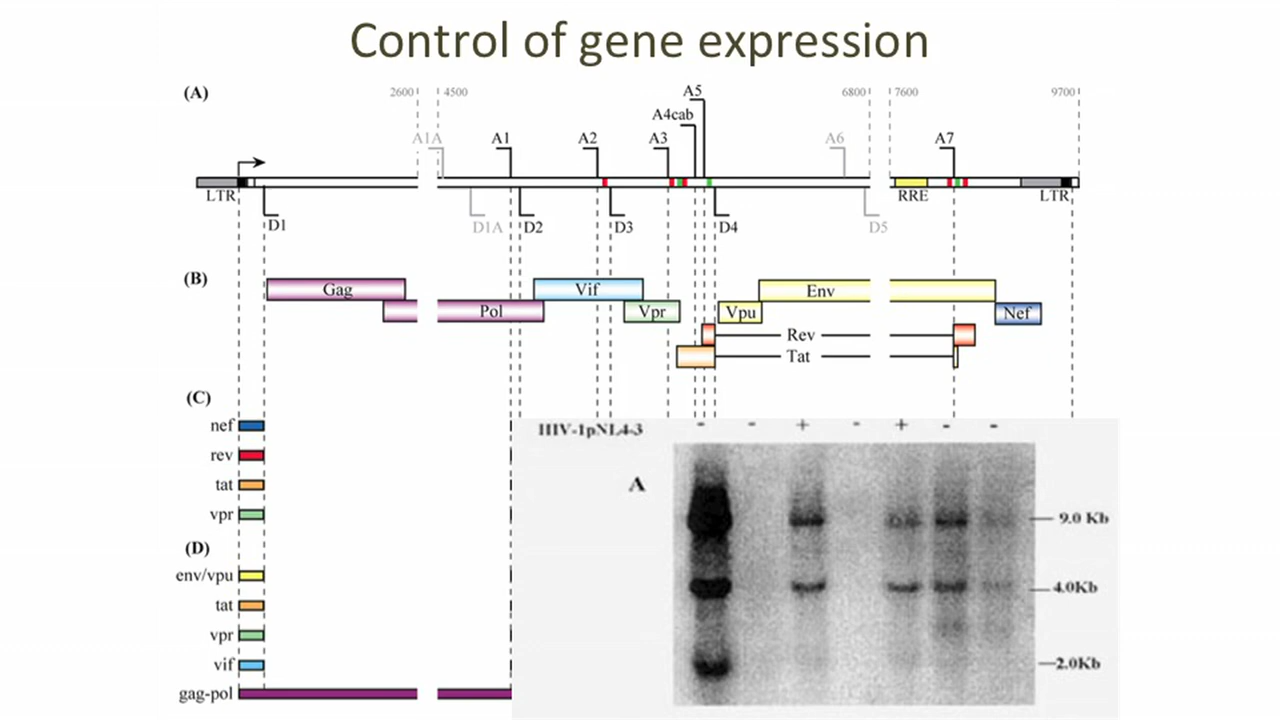 Control of gene expression
(A)
2600 4500 6800 7600 9700
A5
A4cab
A1A A1 A2 A3 A6 A7
LTR RRE LTR
D1 D1A D2 D3 D4 D5
(B)
Gag Vif Env
Pol Vpr Vpu Nef
Rev
Tat
(C)
nef
rev
tat
vpr
(D)
env/vpu
tat
vpr
vif
gag-pol
HIV-1pNL4-3 - - + - + - -
A
9.0 Kb
4.0Kb
2.0Kb